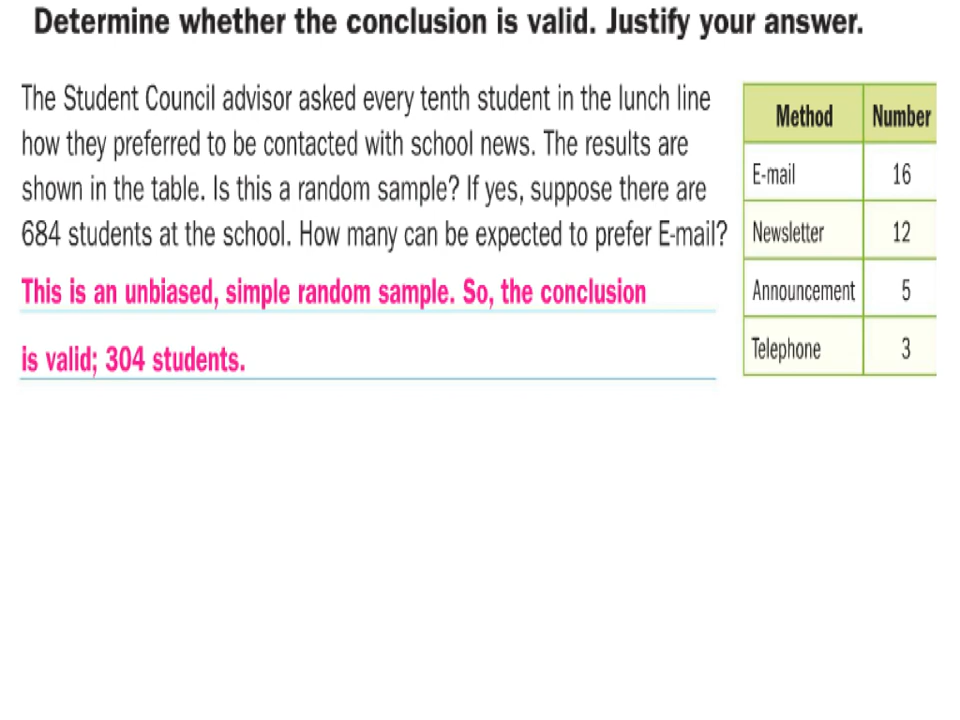 Determine whether the conclusion is valid. Justify your answer.
The Student Council advisor asked every tenth student in the lunch line
how they preferred to be contacted with school news. The results are
shown in the table. Is this a random sample? If yes, suppose there are
684 students at the school. How many can be expected to prefer E-mail?
This is an unbiased, simple random sample. So, the conclusion
is valid; 304 students.
Method Number
E-mail 16
Newsletter 12
Announcement 5
Telephone 3